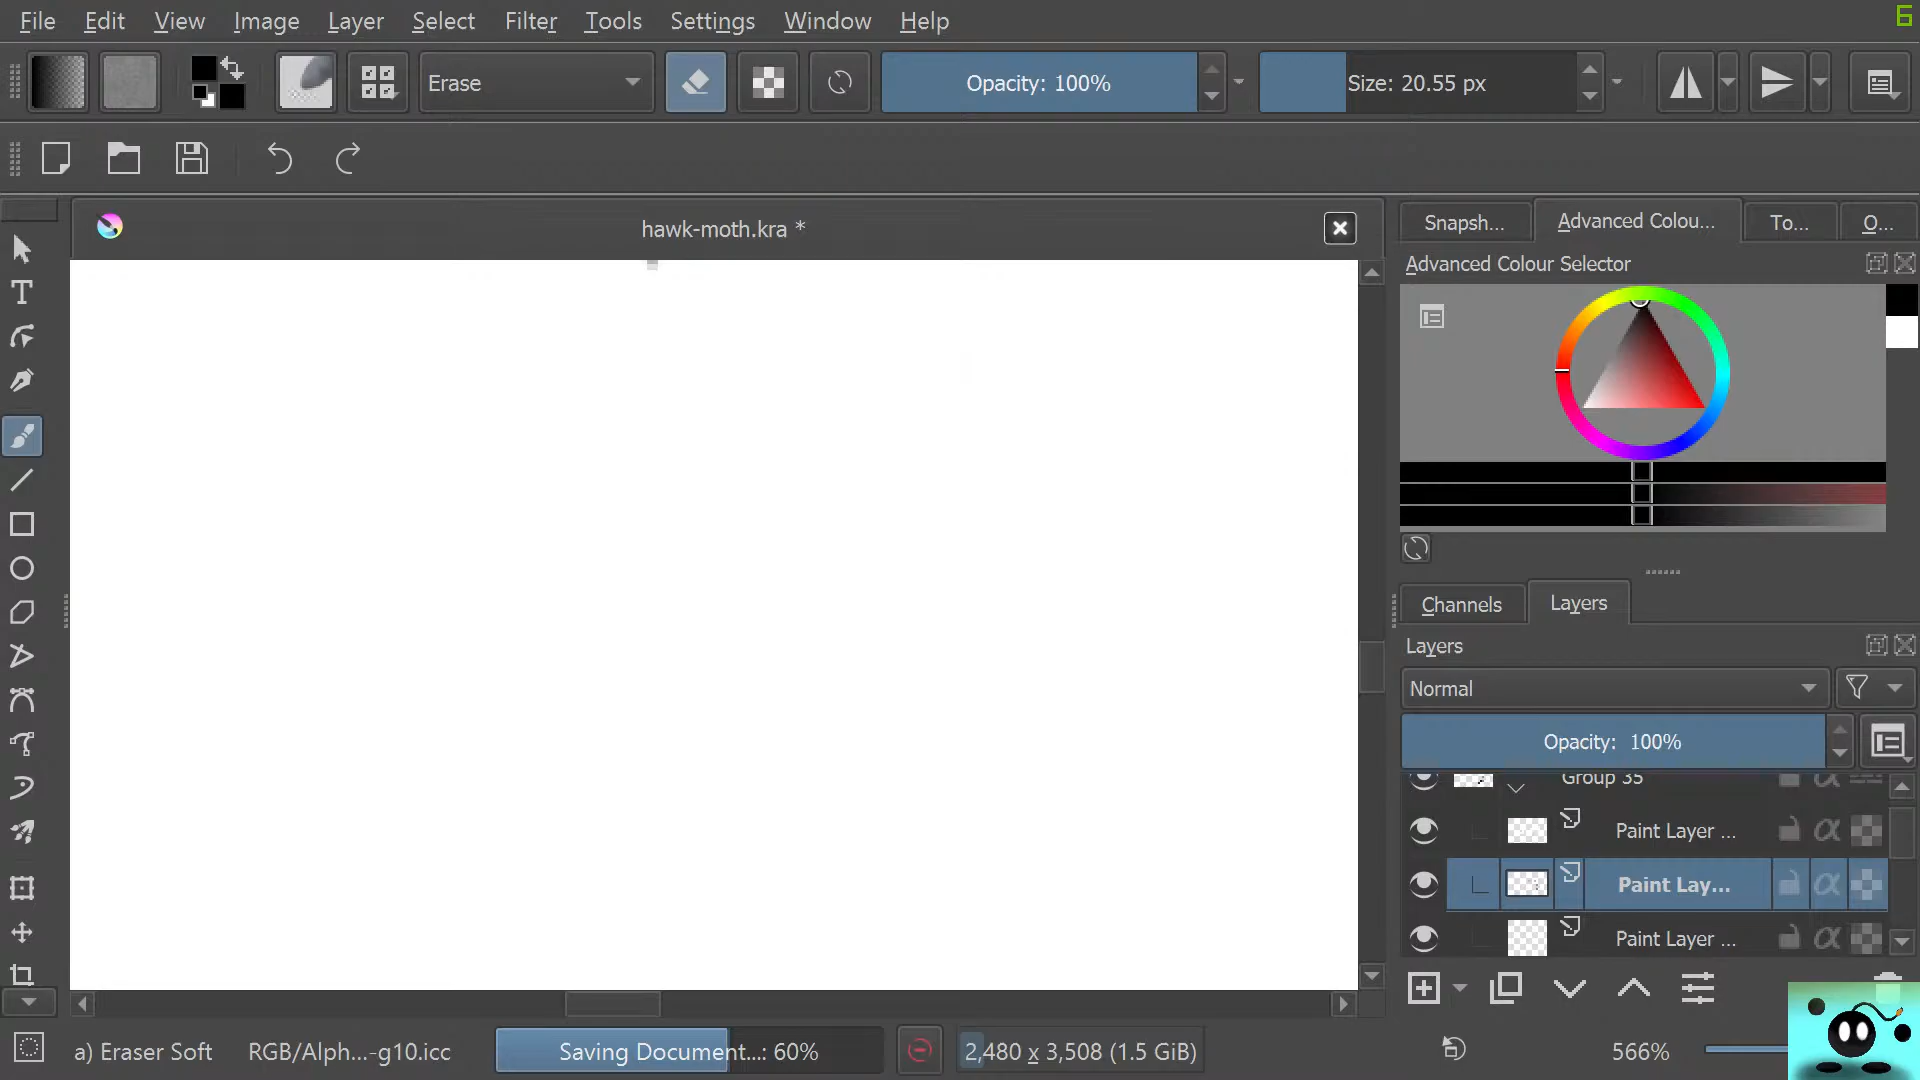 File Edit View Image Layer Select Filter Tools Settings Window Help
6
Erase
Opacity: 100%
Size: 20.55 px
hawk-moth.kra *
Snapsh...
Advanced Colou...
To...
O...
Advanced Colour Selector
Channels
Layers
Layers
Normal
Opacity: 100%
Group 35
Paint Layer ...
Paint Lay...
Paint Layer ...
a) Eraser Soft
RGB/Alph...-g10.icc
Saving Document...: 60%
2,480 x 3,508 (1.5 GiB)
566%